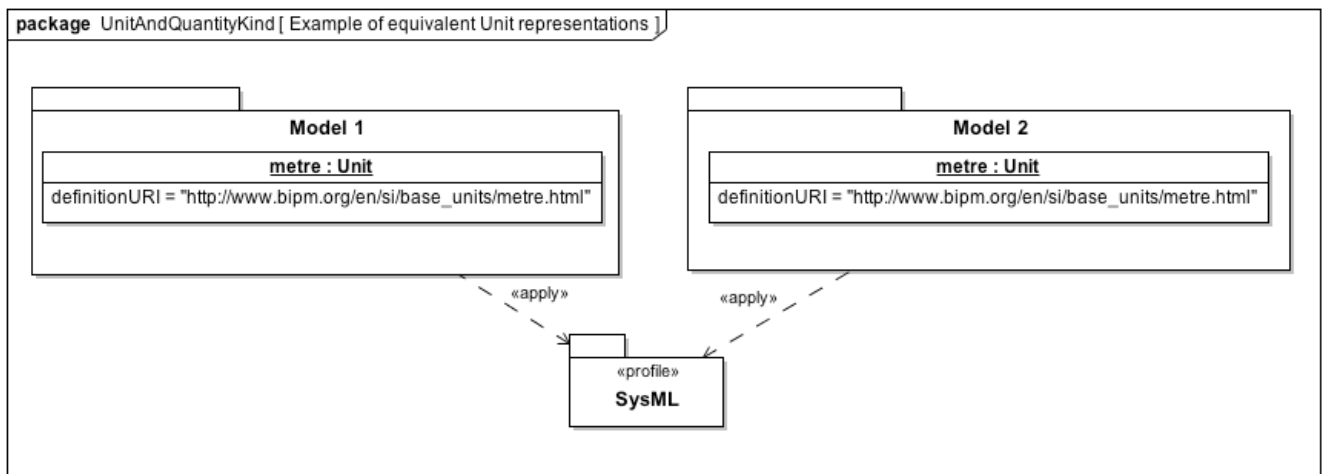 package UnitAndQuantityKind [ Example of equivalent Unit representations ]
Model 1
metre : Unit
definitionURI = "http://www.bipm.org/en/si/base_units/metre.html"
Model 2
metre : Unit
definitionURI = "http://www.bipm.org/en/si/base_units/metre.html"
«apply»
«apply»
«profile»
SysML